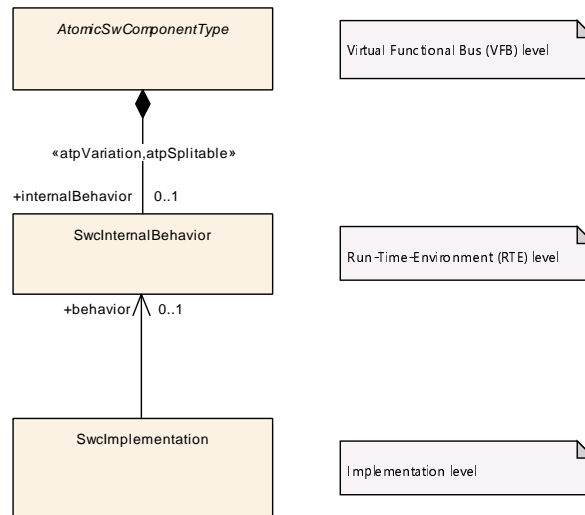 AtomicSwComponentType
Virtual Functional Bus (VFB) level
«atpVariation,atpSplitable»
+internalBehavior 0..1
SwcInternalBehavior
Run-Time-Environment (RTE) level
+behavior 0..1
SwcImplementation
Implementation level